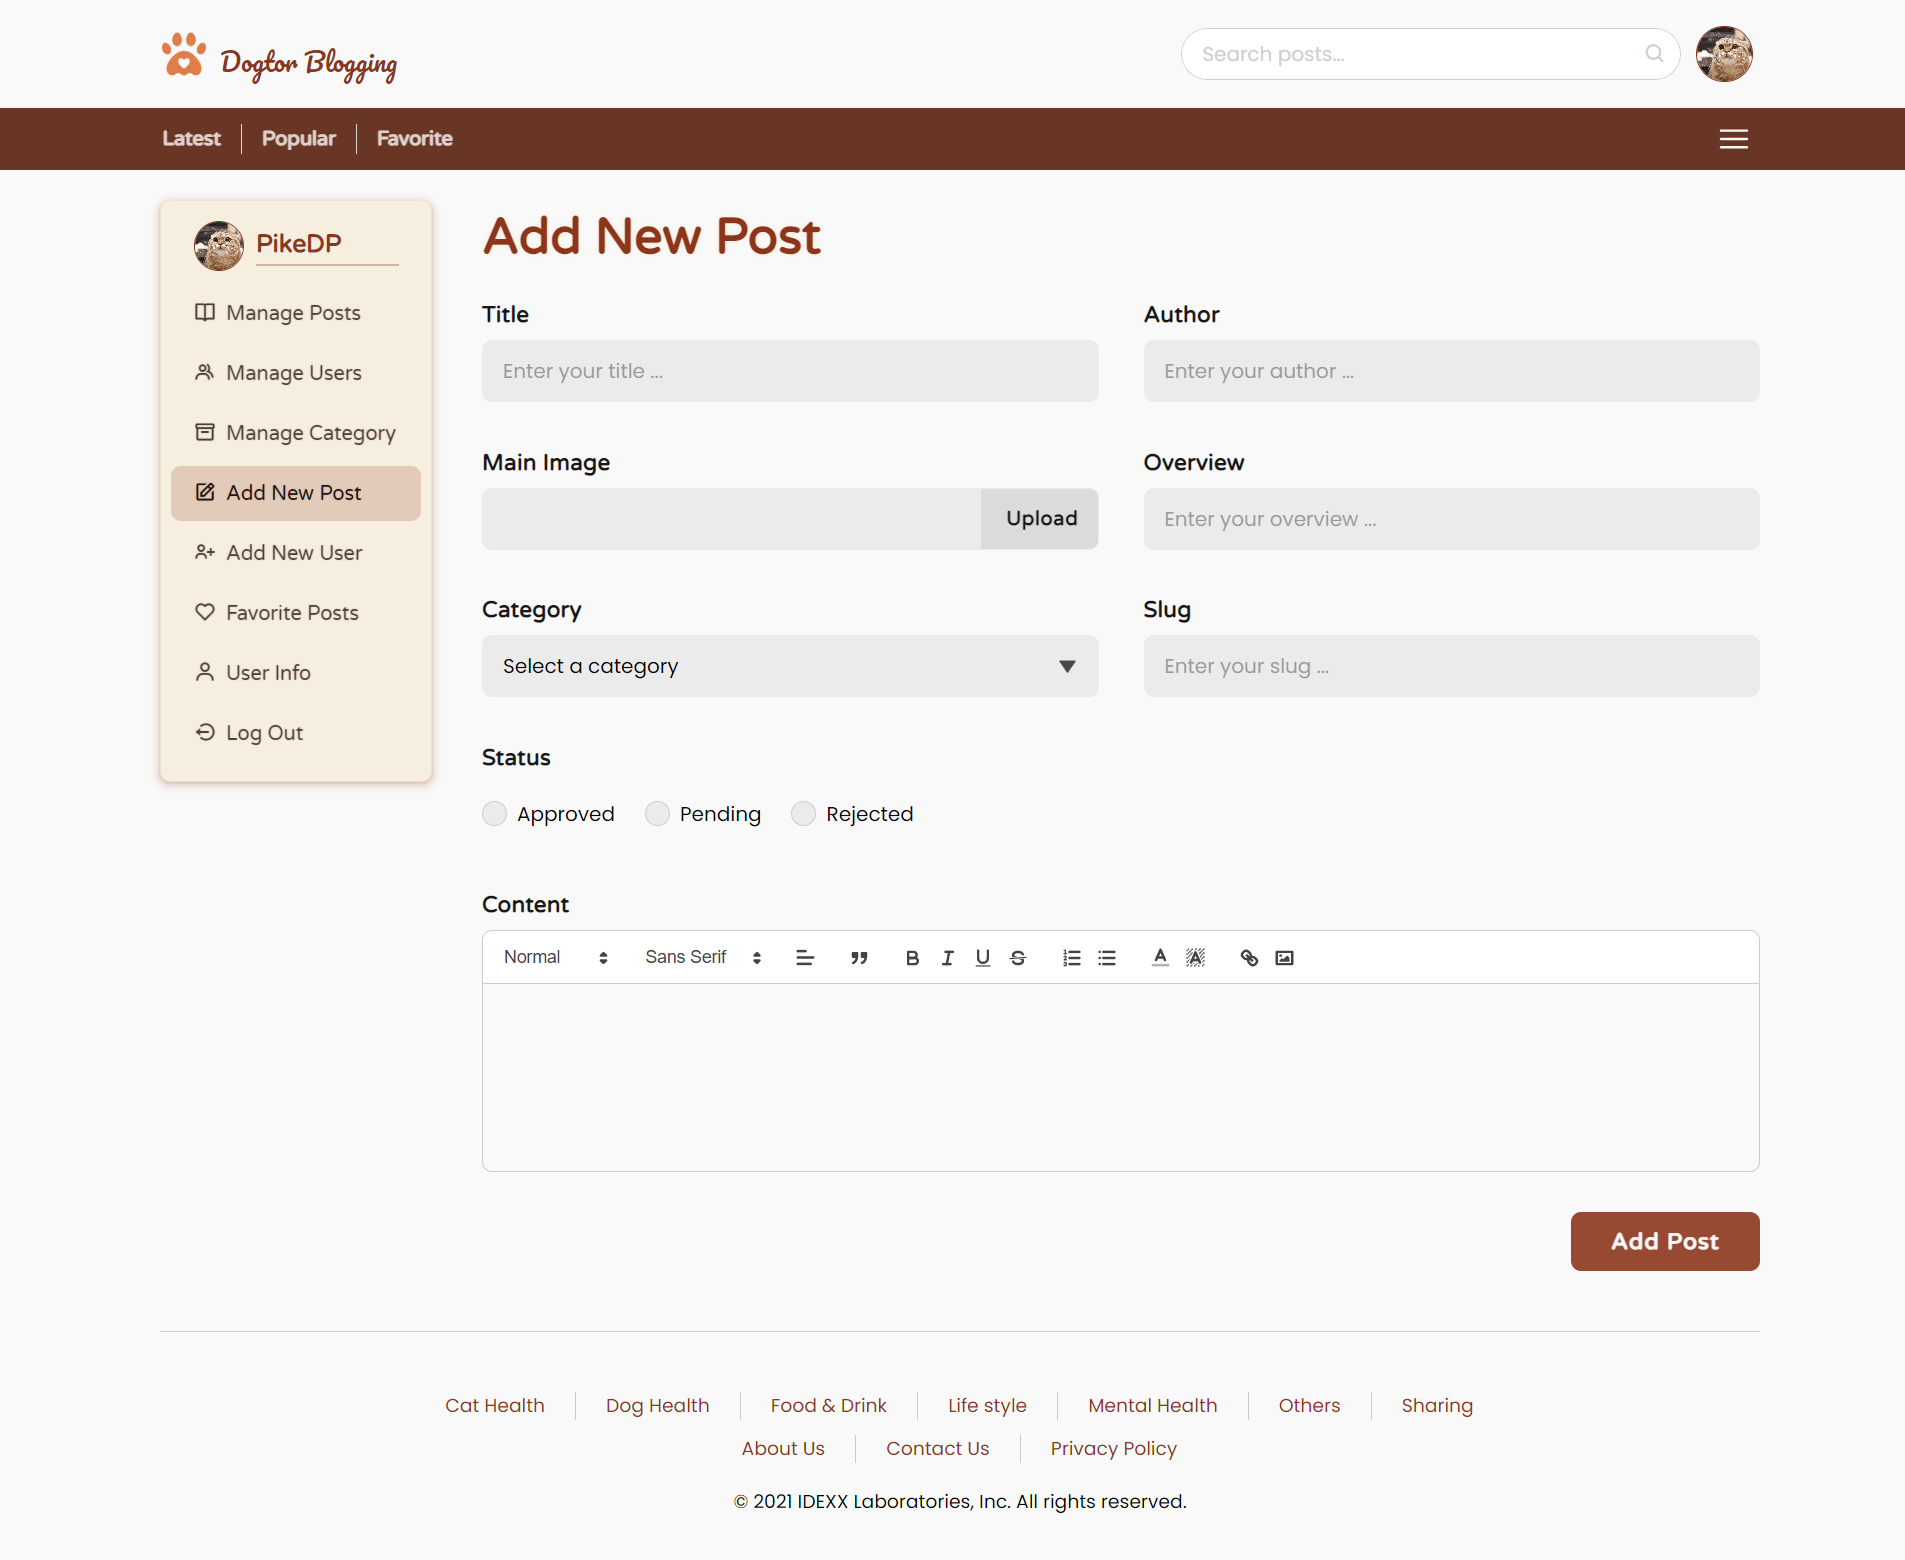 Dogtor Blogging
Search posts...
Latest
Popular
Favorite
PikeDP
Manage Posts
Manage Users
Manage Category
Add New Post
Add New User
Favorite Posts
User Info
Log Out
Add New Post
Title
Author
Enter your title ...
Enter your author ...
Main Image
Overview
Upload
Enter your overview ...
Category
Slug
Select a category
Enter your slug ...
Status
Approved
Pending
Rejected
Content
Normal
Sans Serif
Add Post
Cat Health
Dog Health
Food & Drink
Life style
Mental Health
Others
Sharing
About Us
Contact Us
Privacy Policy
© 2021 IDEXX Laboratories, Inc. All rights reserved.